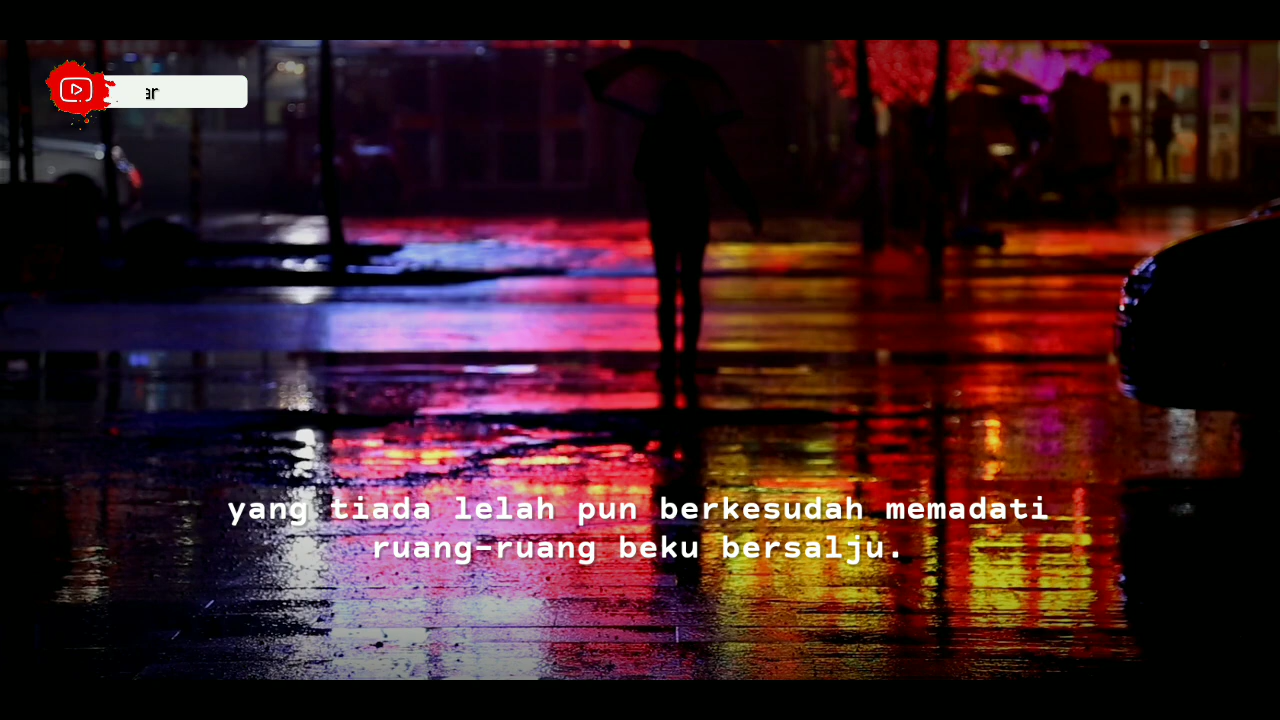 yang tiada lelah pun berkesudah memadati
ruang-ruang beku bersalju.